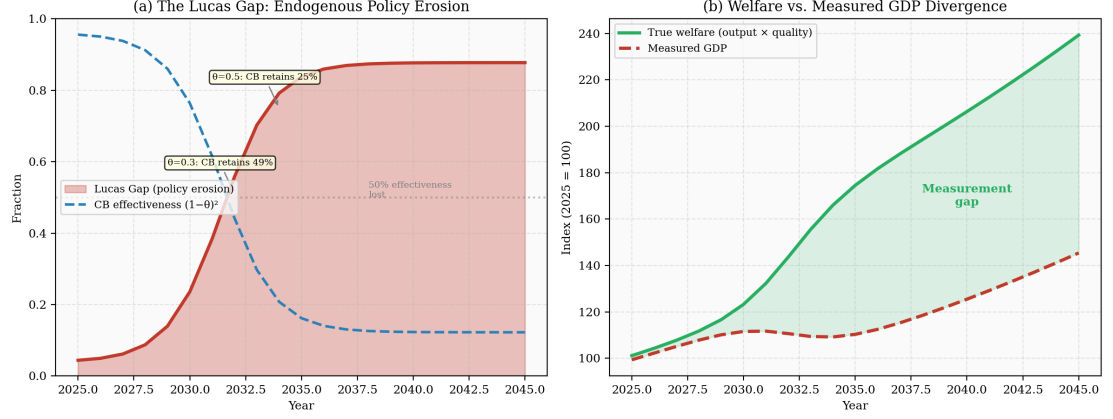 (a) The Lucas Gap: Endogenous Policy Erosion
1.0
0.8
0.6
0.4
0.2
0.0
Fraction
θ=0.5: CB retains 25%
θ=0.3: CB retains 49%
50% effectiveness
lost
Lucas Gap (policy erosion)
CB effectiveness (1−θ)²
2025.0 2027.5 2030.0 2032.5 2035.0 2037.5 2040.0 2042.5 2045.0
Year
(b) Welfare vs. Measured GDP Divergence
True welfare (output × quality)
Measured GDP
240
220
200
180
160
140
120
100
Index (2025 = 100)
Measurement
gap
2025.0 2027.5 2030.0 2032.5 2035.0 2037.5 2040.0 2042.5 2045.0
Year